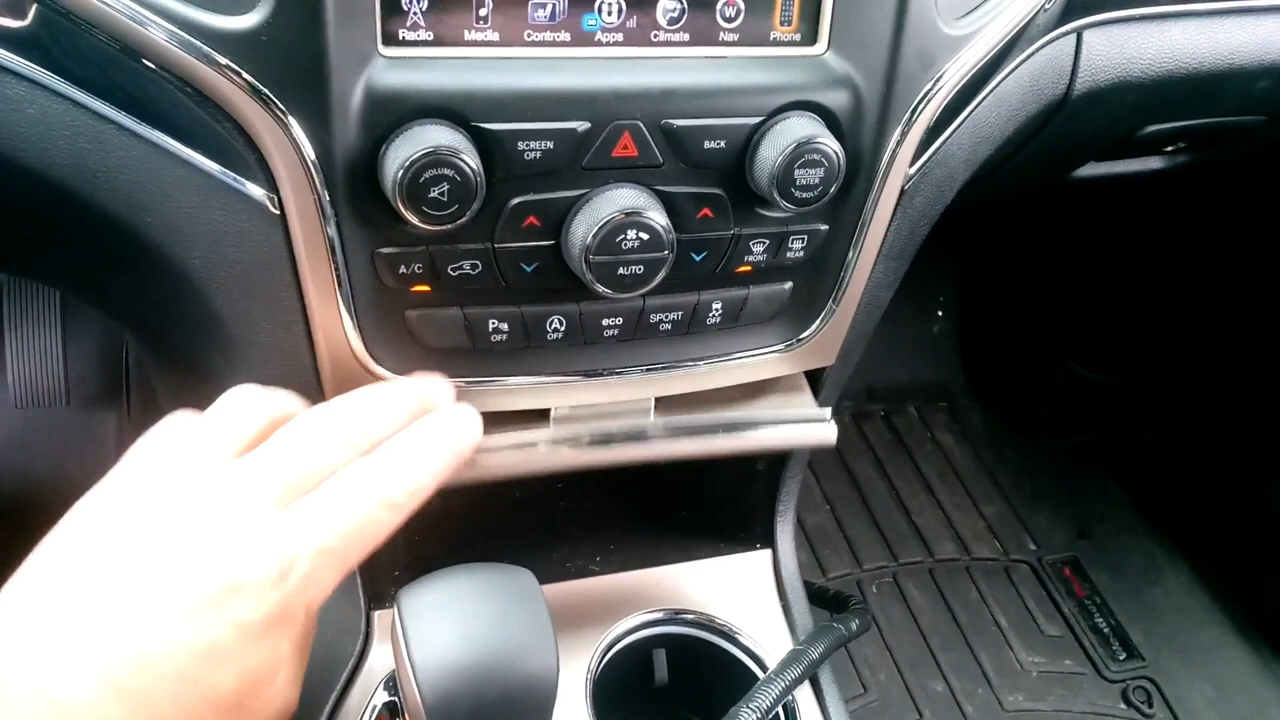 Radio Media Controls Apps Climate Nav Phone
SCREEN
OFF
BACK
VOLUME
TUNE
BROWSE
ENTER
SCROLL
OFF
AUTO
A/C
FRONT
REAR
P
OFF
A
OFF
eco
OFF
SPORT
ON
OFF